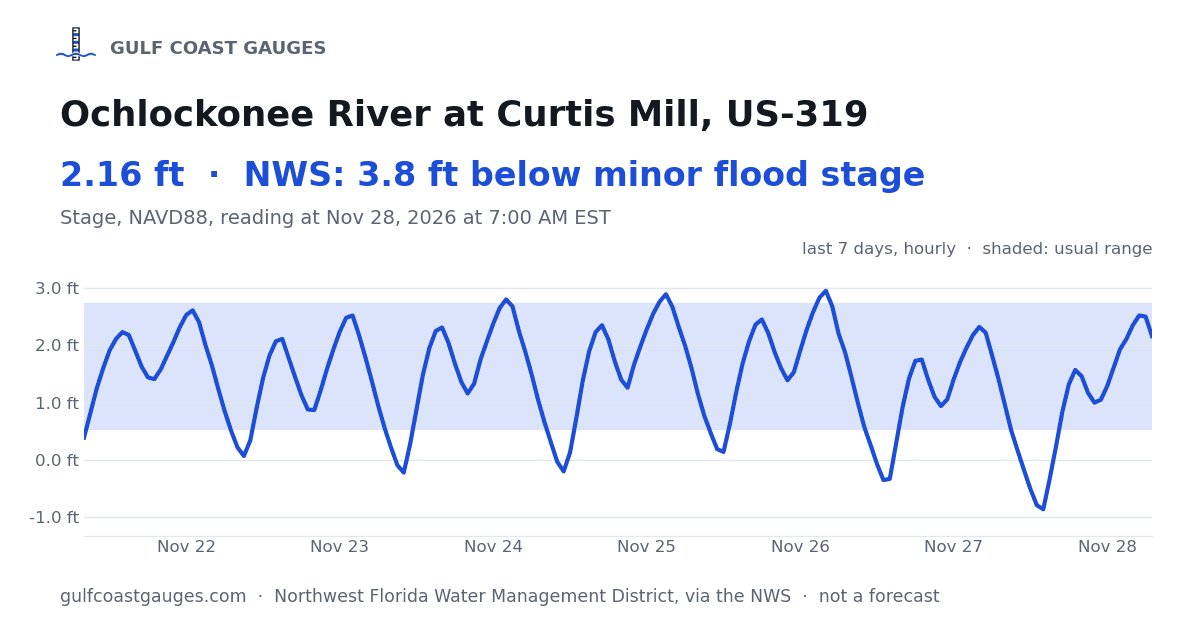 GULF COAST GAUGES
Ochlockonee River at Curtis Mill, US-319
2.16 ft · NWS: 3.8 ft below minor flood stage
Stage, NAVD88, reading at Nov 28, 2026 at 7:00 AM EST
last 7 days, hourly · shaded: usual range
3.0 ft
2.0 ft
1.0 ft
0.0 ft
-1.0 ft
Nov 22 Nov 23 Nov 24 Nov 25 Nov 26 Nov 27 Nov 28
gulfcoastgauges.com · Northwest Florida Water Management District, via the NWS · not a forecast